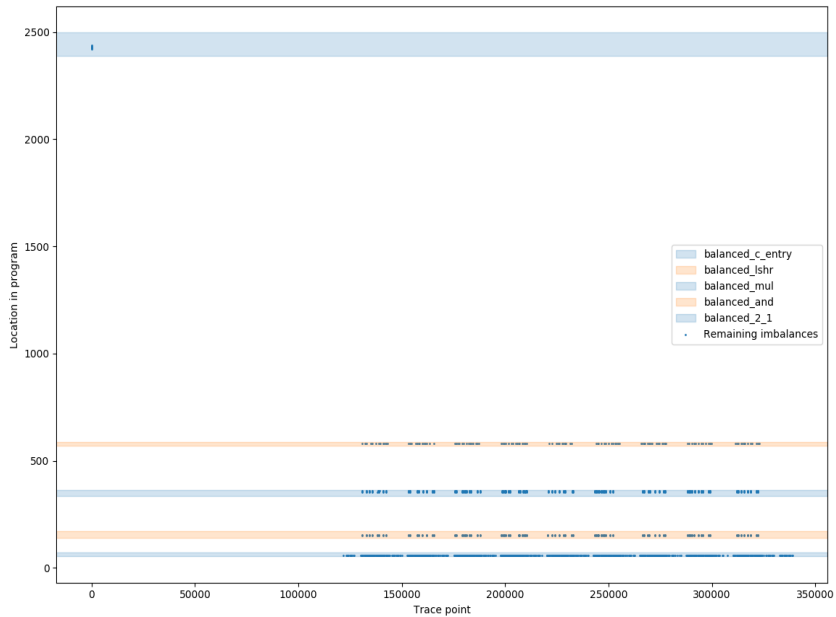 2500
2000
1500
1000
500
0
Location in program
balanced_c_entry
balanced_lshr
balanced_mul
balanced_and
balanced_2_1
Remaining imbalances
0 50000 100000 150000 200000 250000 300000 350000
Trace point